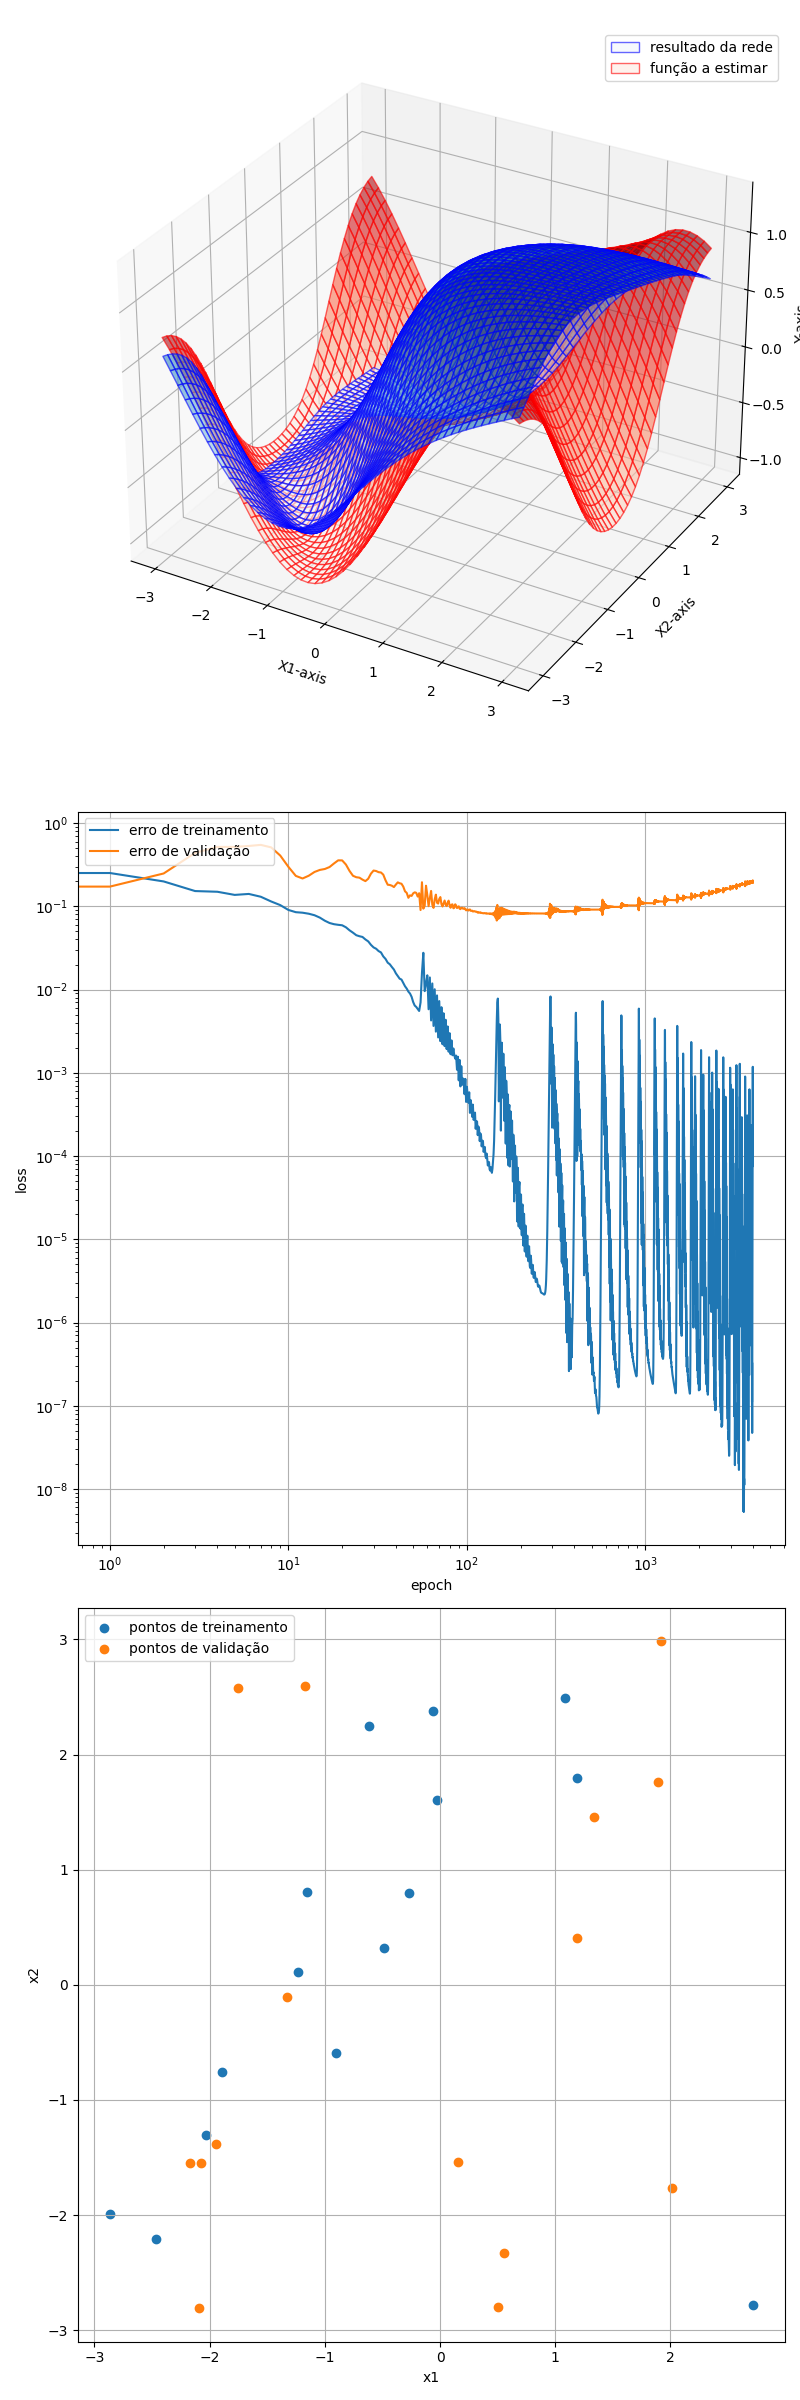 resultado da rede
função a estimar
1.0
0.5
0.0
−0.5
−1.0
−3
−2
−1
0
1
2
3
X1-axis
−3
−2
−1
0
1
2
3
X2-axis
10^0
10^-1
10^-2
10^-3
10^-4
10^-5
10^-6
10^-7
10^-8
loss
erro de treinamento
erro de validação
10^0 10^1 10^2 10^3
epoch
pontos de treinamento
pontos de validação
3
2
1
0
−1
−2
−3
x2
−3 −2 −1 0 1 2
x1